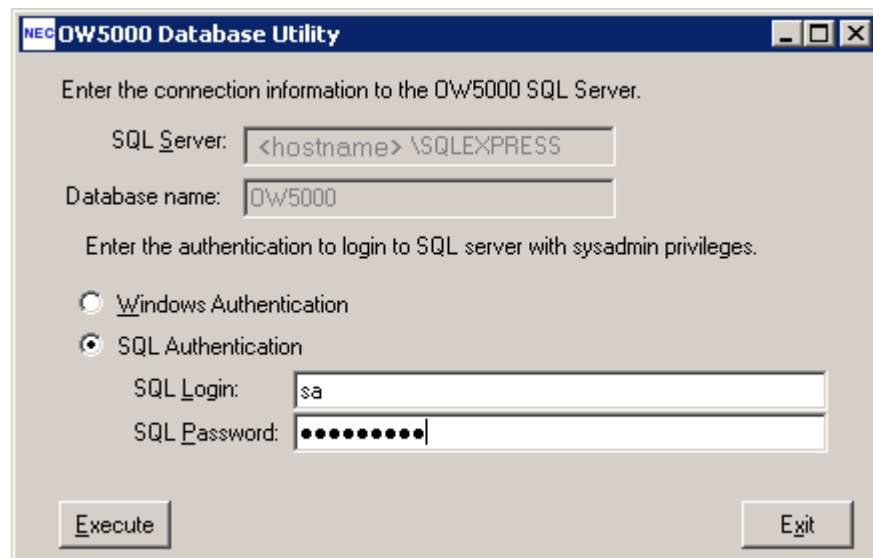 NEC OW5000 Database Utility
Enter the connection information to the OW5000 SQL Server.
SQL Server: <hostname> \SQLEXPRESS
Database name: OW5000
Enter the authentication to login to SQL server with sysadmin privileges.
Windows Authentication
SQL Authentication
SQL Login: sa
SQL Password: ●●●●●●●●●
Execute Exit